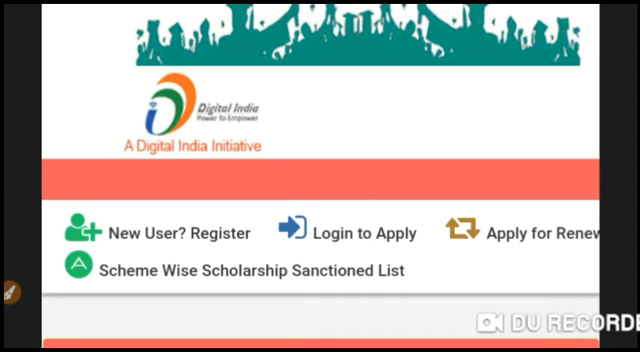 Digital India
Power To Empower
A Digital India Initiative
New User? Register Login to Apply Apply for Renew
Scheme Wise Scholarship Sanctioned List
DU RECORDE